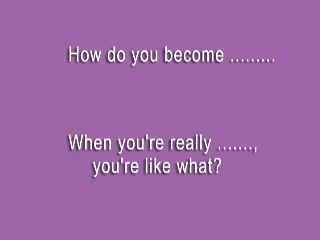 How do you become .........
When you're really .......,
you're like what?